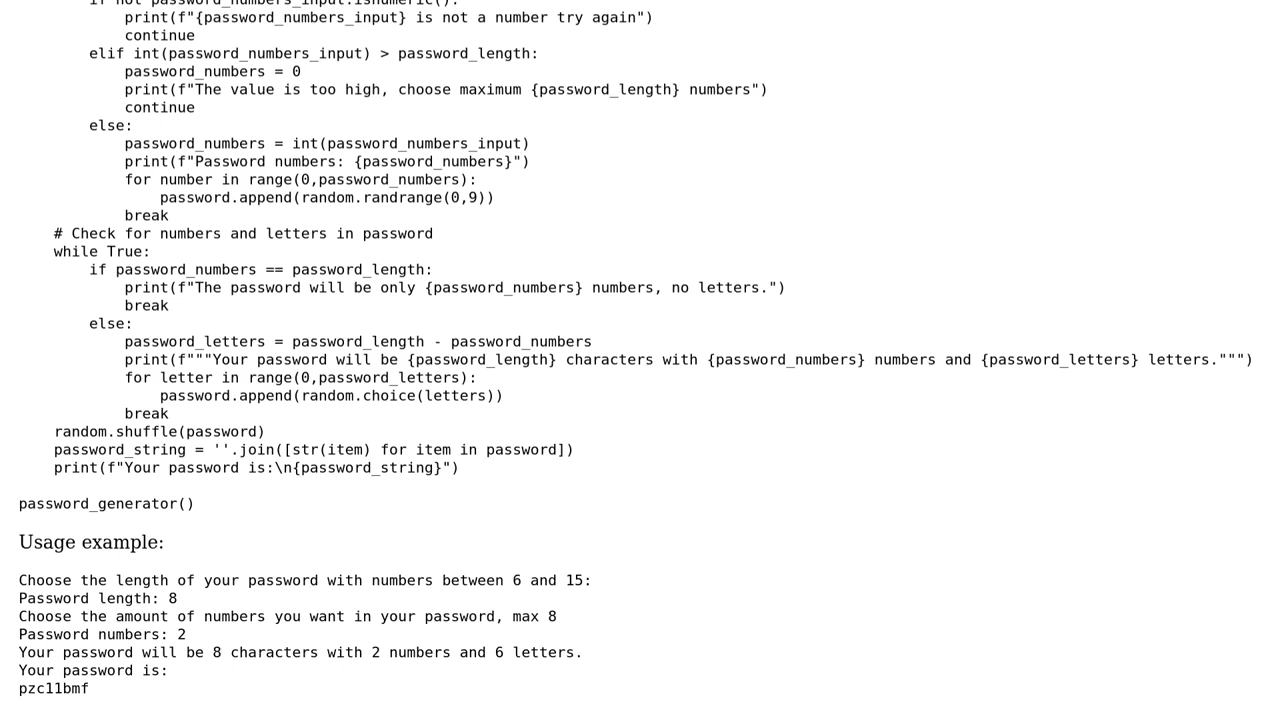 if not password_numbers_input.isnumeric():
print(f"{password_numbers_input} is not a number try again")
continue
elif int(password_numbers_input) > password_length:
password_numbers = 0
print(f"The value is too high, choose maximum {password_length} numbers")
continue
else:
password_numbers = int(password_numbers_input)
print(f"Password numbers: {password_numbers}")
for number in range(0,password_numbers):
password.append(random.randrange(0,9))
break
# Check for numbers and letters in password
while True:
if password_numbers == password_length:
print(f"The password will be only {password_numbers} numbers, no letters.")
break
else:
password_letters = password_length - password_numbers
print(f"""Your password will be {password_length} characters with {password_numbers} numbers and {password_letters} letters.""")
for letter in range(0,password_letters):
password.append(random.choice(letters))
break
random.shuffle(password)
password_string = ''.join([str(item) for item in password])
print(f"Your password is:\n{password_string}")
password_generator()
Usage example:
Choose the length of your password with numbers between 6 and 15:
Password length: 8
Choose the amount of numbers you want in your password, max 8
Password numbers: 2
Your password will be 8 characters with 2 numbers and 6 letters.
Your password is:
pzc11bmf